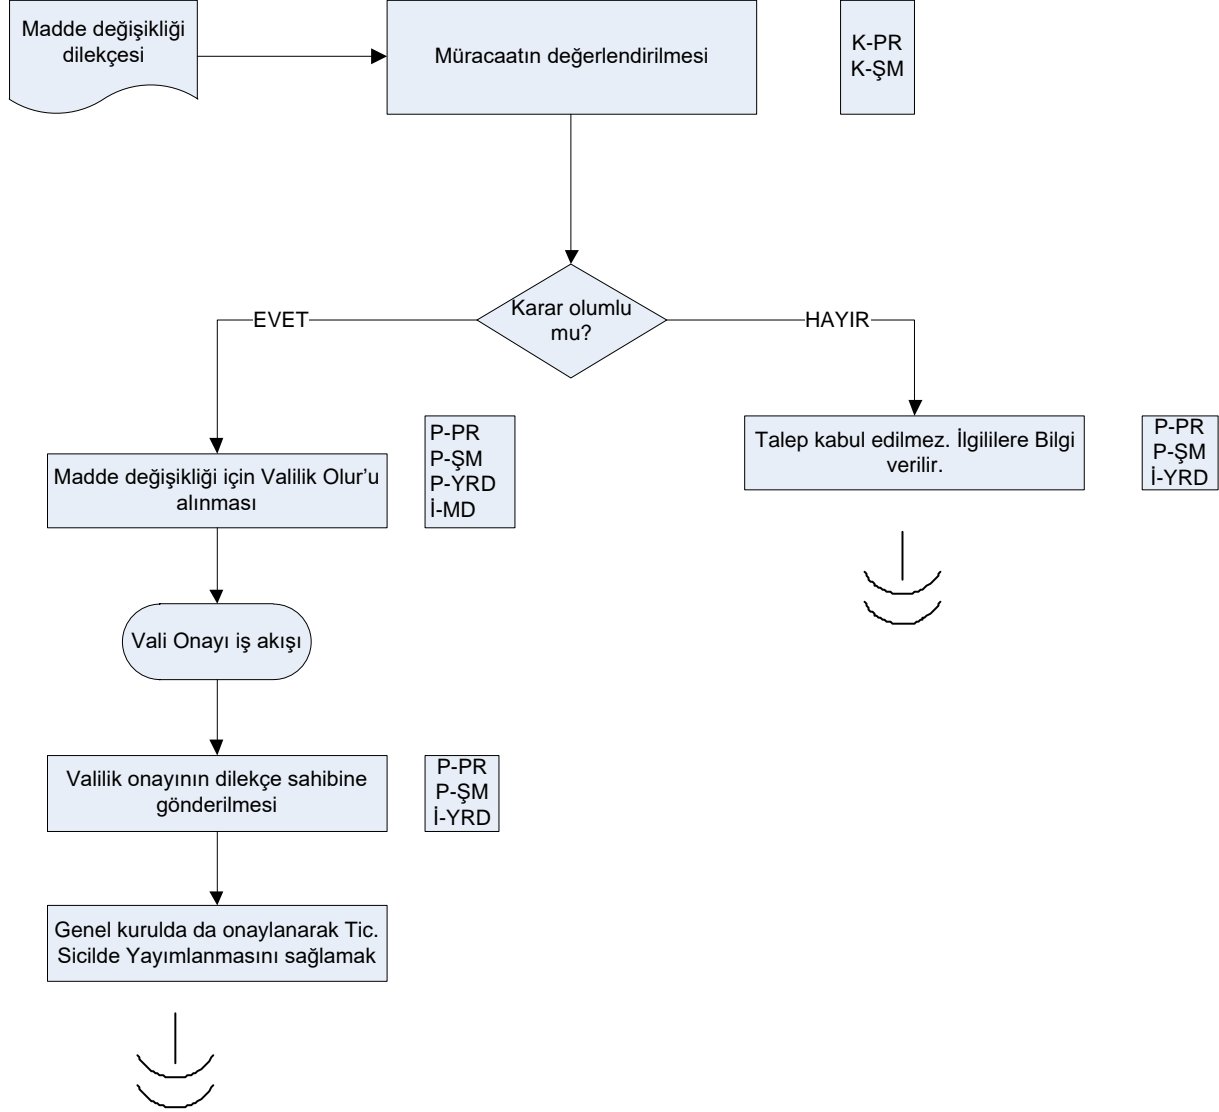 Madde değişikliği
dilekçesi
Müracaatın değerlendirilmesi
K-PR
K-ŞM
Karar olumlu
mu?
EVET
HAYIR
P-PR
P-ŞM
P-YRD
İ-MD
Madde değişikliği için Valilik Olur’u
alınması
Talep kabul edilmez. İlgililere Bilgi
verilir.
P-PR
P-ŞM
İ-YRD
Vali Onayı iş akışı
Valilik onayının dilekçe sahibine
gönderilmesi
P-PR
P-ŞM
İ-YRD
Genel kurulda da onaylanarak Tic.
Sicilde Yayımlanmasını sağlamak